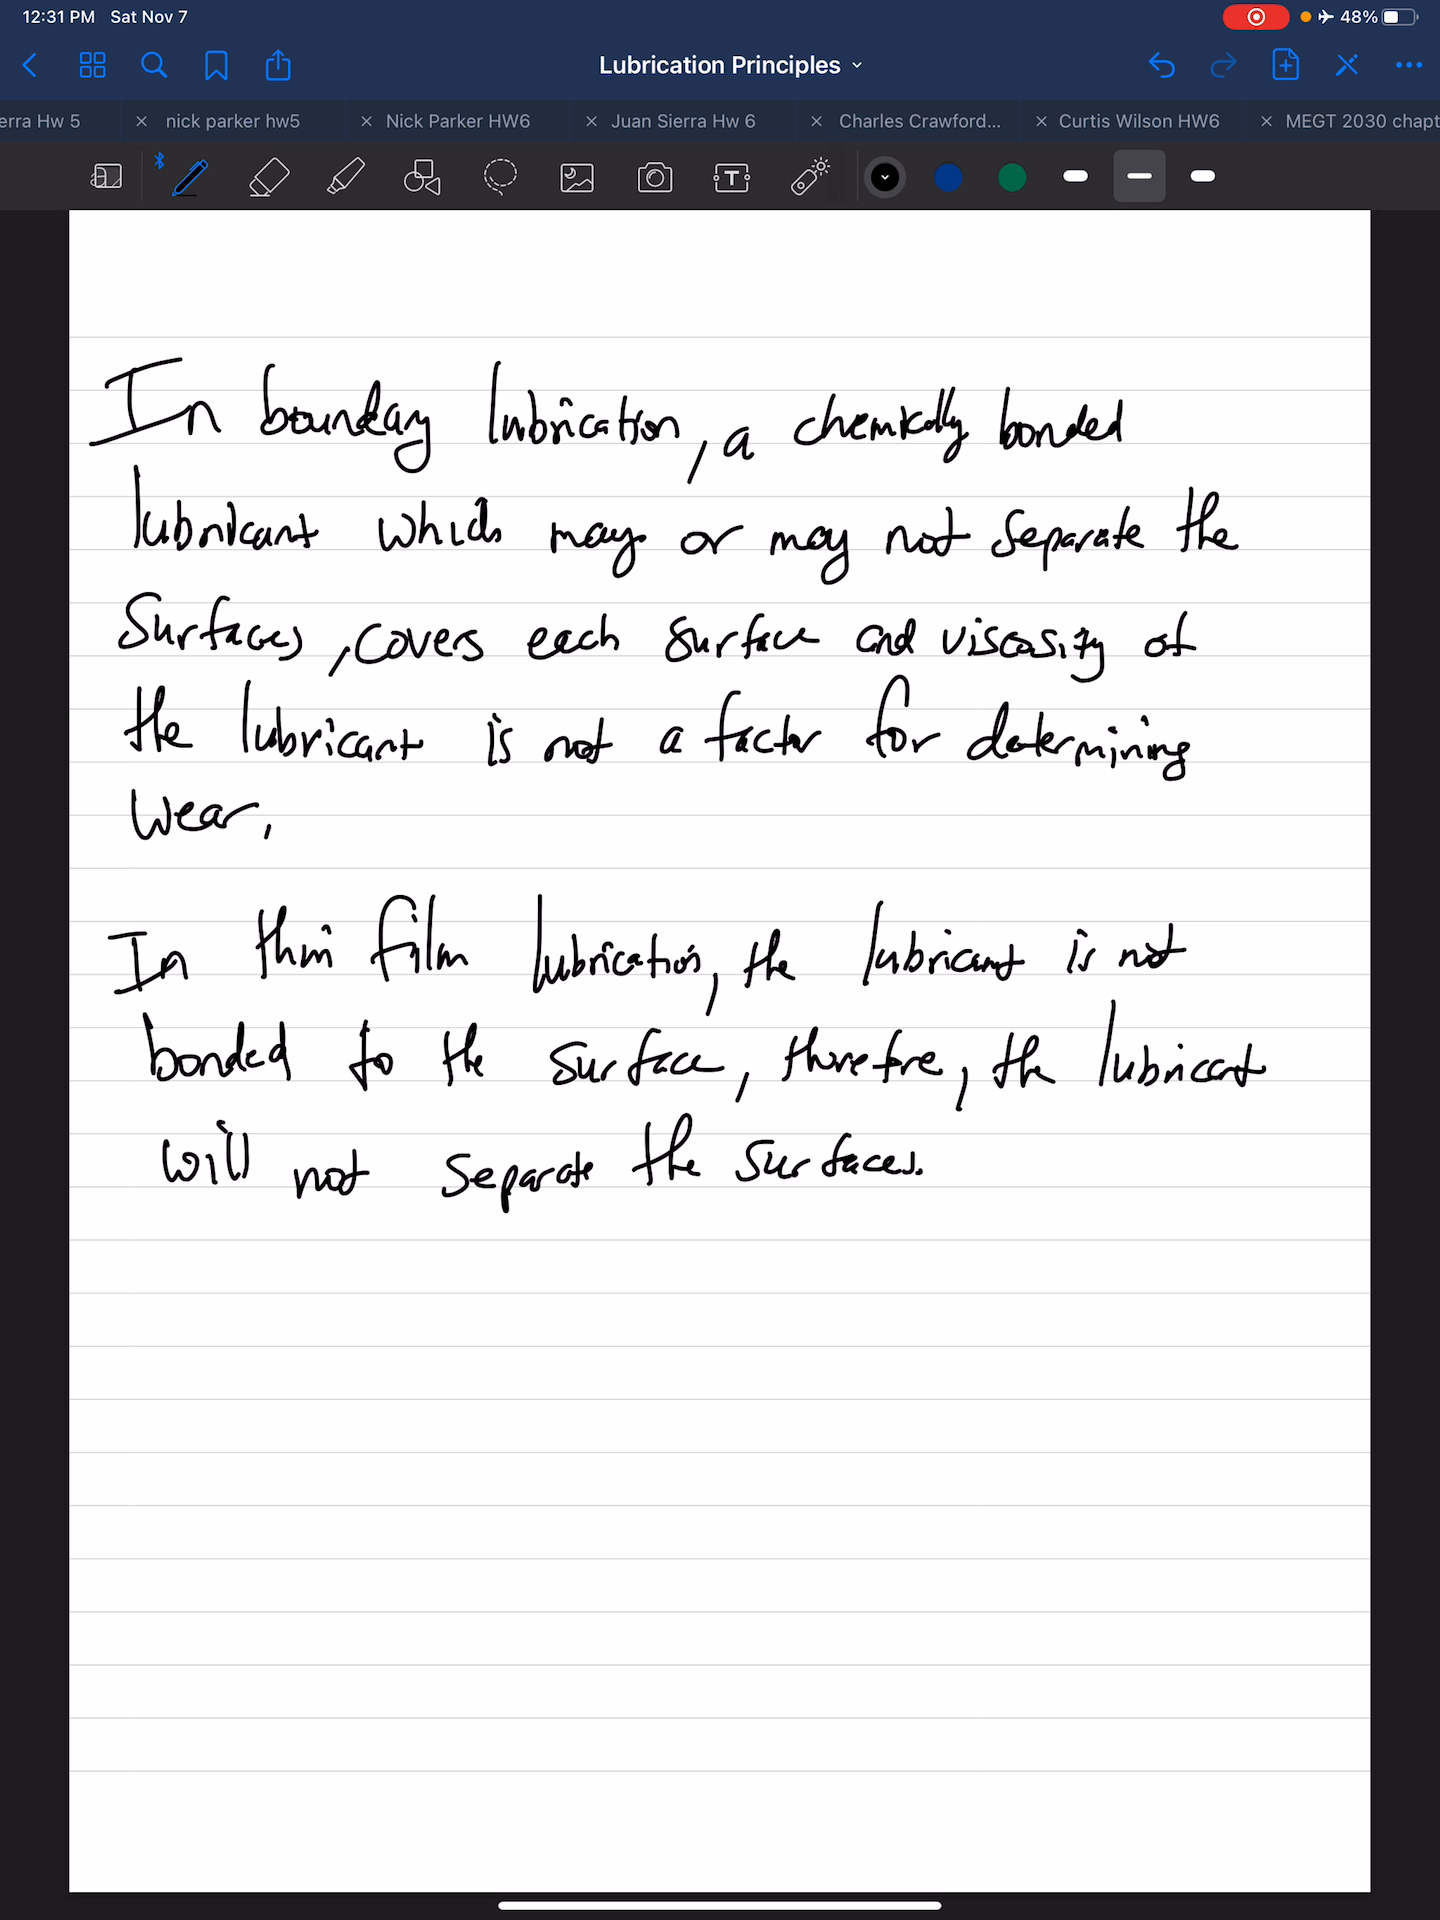 12:31 PM Sat Nov 7 48%
Lubrication Principles
erra Hw 5 nick parker hw5 Nick Parker HW6 Juan Sierra Hw 6 Charles Crawford... Curtis Wilson HW6 MEGT 2030 chapt
T
In boundary lubrication, a chemically bonded
lubricant which may or may not separate the
Surfaces, covers each surface and viscosity of
the lubricant is not a factor for determining
wear.
In thin film lubrication, the lubricant is not
bonded to the surface, therefore, the lubricant
will not separate the surfaces.